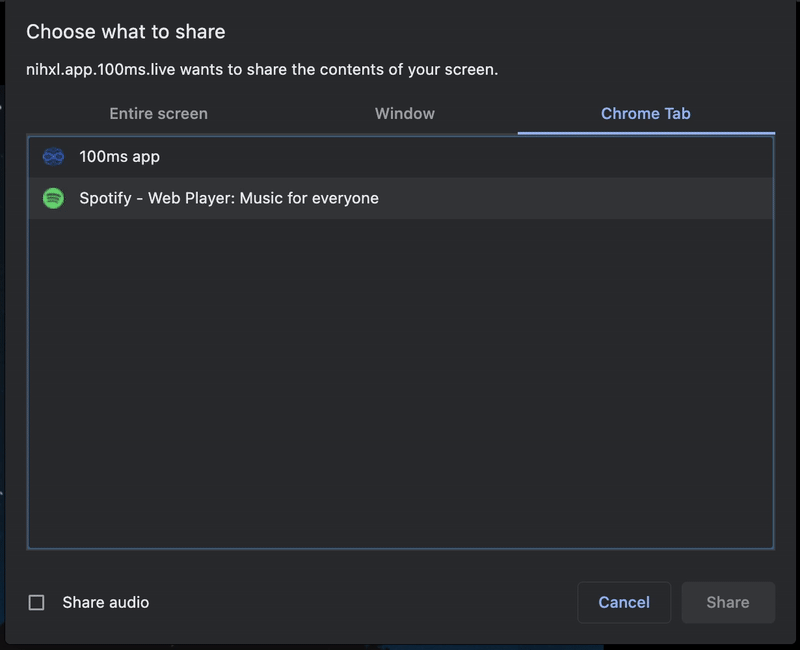 Choose what to share
nihxl.app.100ms.live wants to share the contents of your screen.
Entire screen Window Chrome Tab
100ms app
Spotify - Web Player: Music for everyone
Share audio Cancel Share